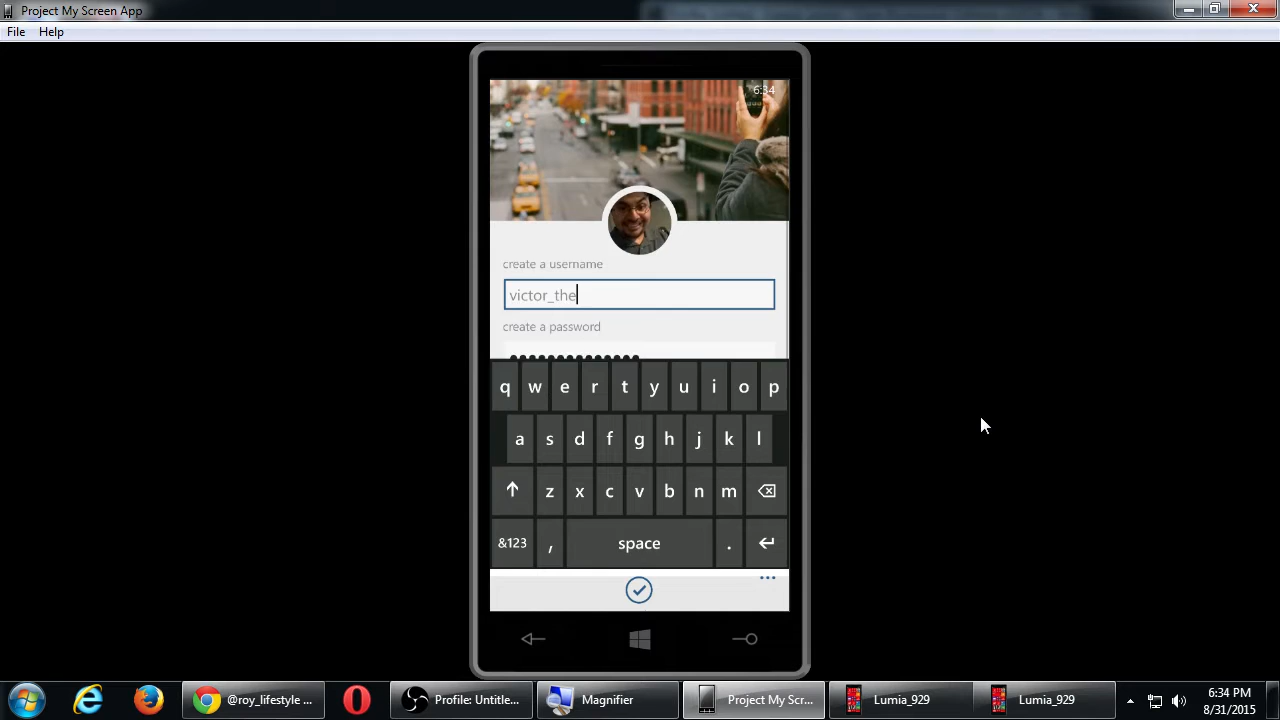 Project My Screen App
File Help
6:34
create a username
victor_the
create a password
q w e r t y u i o p
a s d f g h j k l
z x c v b n m
&123 , space .
@roy_lifestyle ... Profile: Untitle... Magnifier Project My Scr... Lumia_929 Lumia_929 6:34 PM
8/31/2015